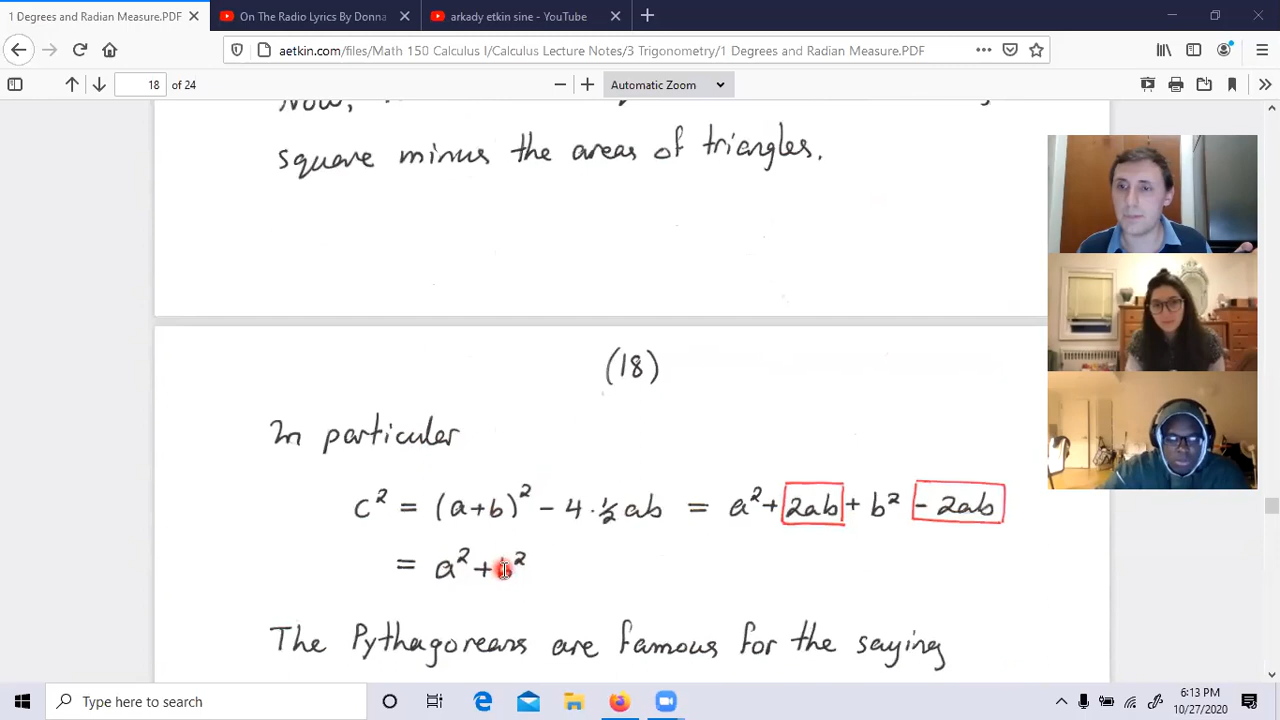 1 Degrees and Radian Measure.PDF
On The Radio Lyrics By Donna
arkady etkin sine - YouTube
aetkin.com/files/Math 150 Calculus I/Calculus Lecture Notes/3 Trigonometry/1 Degrees and Radian Measure.PDF
18 of 24
Automatic Zoom
Now,
square minus the areas of triangles.
(18)
In particular
c² = (a+b)² - 4·½ab = a² + 2ab + b² - 2ab
= a² + b²
The Pythagoreans are famous for the saying
Type here to search
6:13 PM
10/27/2020